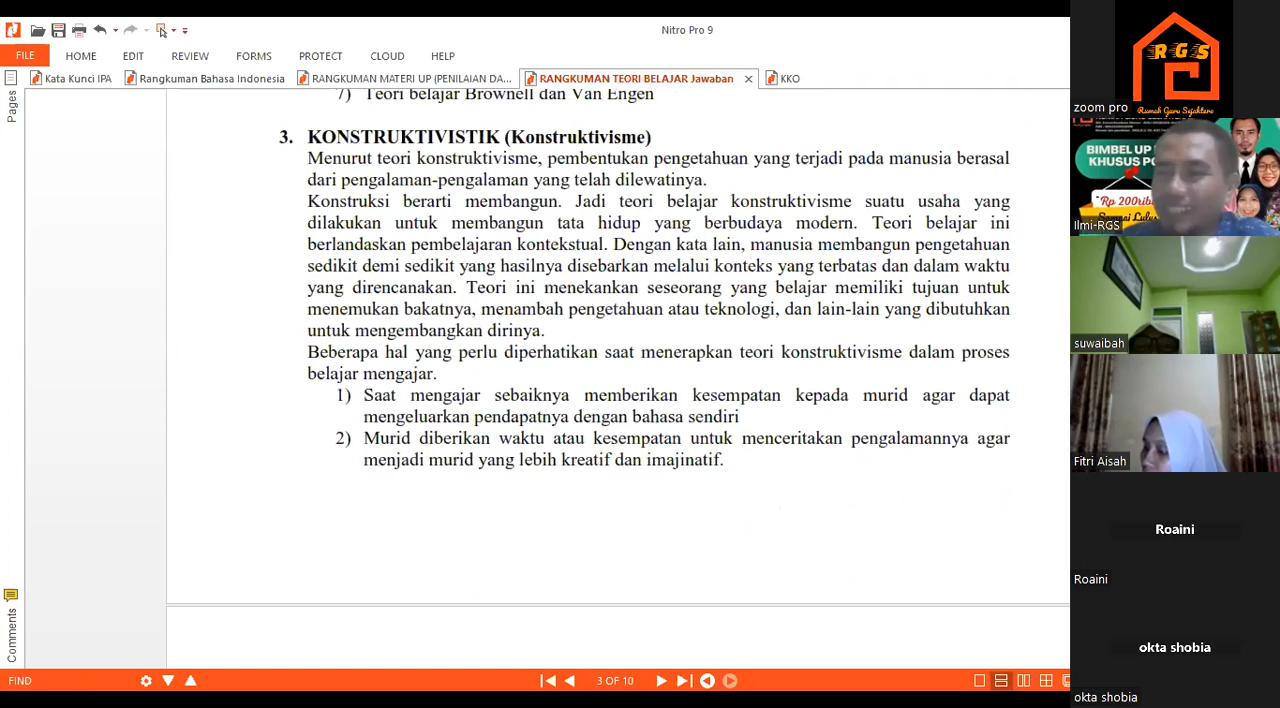 Nitro Pro 9
FILE HOME EDIT REVIEW FORMS PROTECT CLOUD HELP
Kata Kunci IPA Rangkuman Bahasa Indonesia RANGKUMAN MATERI UP (PENILAIAN DA... RANGKUMAN TEORI BELAJAR Jawaban KKO
Pages
7) Teori belajar Brownell dan Van Engen
3. KONSTRUKTIVISTIK (Konstruktivisme)
Menurut teori konstruktivisme, pembentukan pengetahuan yang terjadi pada manusia berasal
dari pengalaman-pengalaman yang telah dilewatinya.
Konstruksi berarti membangun. Jadi teori belajar konstruktivisme suatu usaha yang
dilakukan untuk membangun tata hidup yang berbudaya modern. Teori belajar ini
berlandaskan pembelajaran kontekstual. Dengan kata lain, manusia membangun pengetahuan
sedikit demi sedikit yang hasilnya disebarkan melalui konteks yang terbatas dan dalam waktu
yang direncanakan. Teori ini menekankan seseorang yang belajar memiliki tujuan untuk
menemukan bakatnya, menambah pengetahuan atau teknologi, dan lain-lain yang dibutuhkan
untuk mengembangkan dirinya.
Beberapa hal yang perlu diperhatikan saat menerapkan teori konstruktivisme dalam proses
belajar mengajar.
1) Saat mengajar sebaiknya memberikan kesempatan kepada murid agar dapat
mengeluarkan pendapatnya dengan bahasa sendiri
2) Murid diberikan waktu atau kesempatan untuk menceritakan pengalamannya agar
menjadi murid yang lebih kreatif dan imajinatif.
Comments
FIND
3 OF 10
RGS
Rumah Guru Sejahtera
zoom pro
BIMBEL UP
KHUSUS
Rp 200rib
Sampai Lulus
Ilmi-RGS
suwaibah
Fitri Aisah
Roaini
Roaini
okta shobia
okta shobia